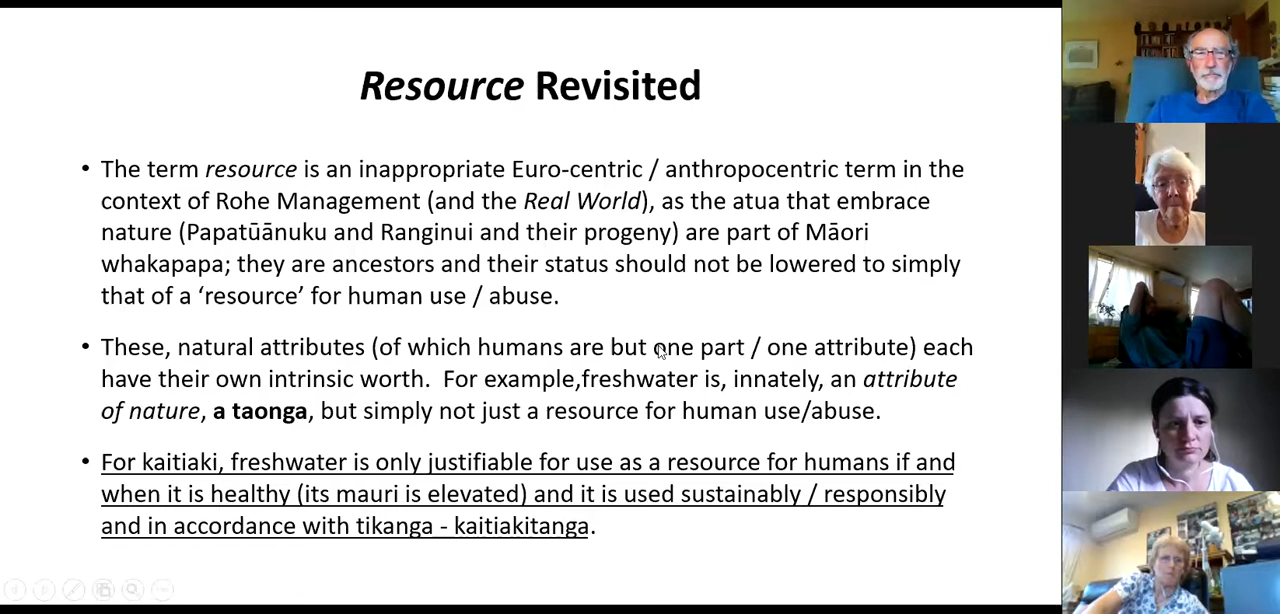 Resource Revisited
• The term resource is an inappropriate Euro-centric / anthropocentric term in the
context of Rohe Management (and the Real World), as the atua that embrace
nature (Papatūānuku and Ranginui and their progeny) are part of Māori
whakapapa; they are ancestors and their status should not be lowered to simply
that of a ‘resource’ for human use / abuse.
• These, natural attributes (of which humans are but one part / one attribute) each
have their own intrinsic worth.  For example,freshwater is, innately, an attribute
of nature, a taonga, but simply not just a resource for human use/abuse.
• For kaitiaki, freshwater is only justifiable for use as a resource for humans if and
when it is healthy (its mauri is elevated) and it is used sustainably / responsibly
and in accordance with tikanga - kaitiakitanga.